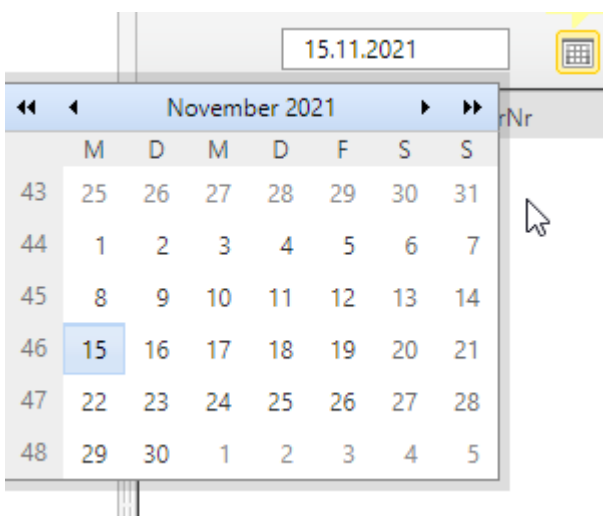 15.11.2021
November 2021
rNr
M D M D F S S
43 25 26 27 28 29 30 31
44 1 2 3 4 5 6 7
45 8 9 10 11 12 13 14
46 15 16 17 18 19 20 21
47 22 23 24 25 26 27 28
48 29 30 1 2 3 4 5